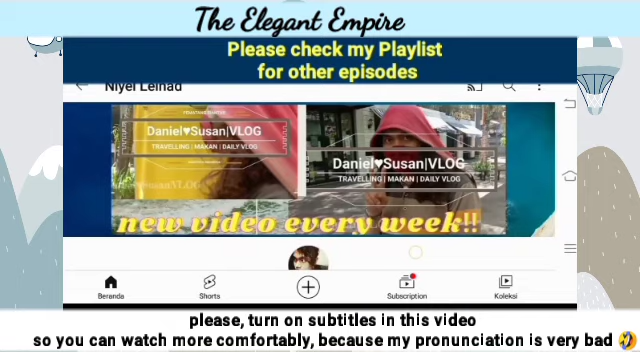 The Elegant Empire
Please check my Playlist
for other episodes
Niyel Leinad
Daniel♥Susan|VLOG
TRAVELLING | MAKAN | DAILY VLOG
Daniel♥Susan|VLOG
TRAVELLING | MAKAN | DAILY VLOG
new video every week!!
Beranda
Shorts
Subscription
Koleksi
please, turn on subtitles in this video
so you can watch more comfortably, because my pronunciation is very bad 🤣